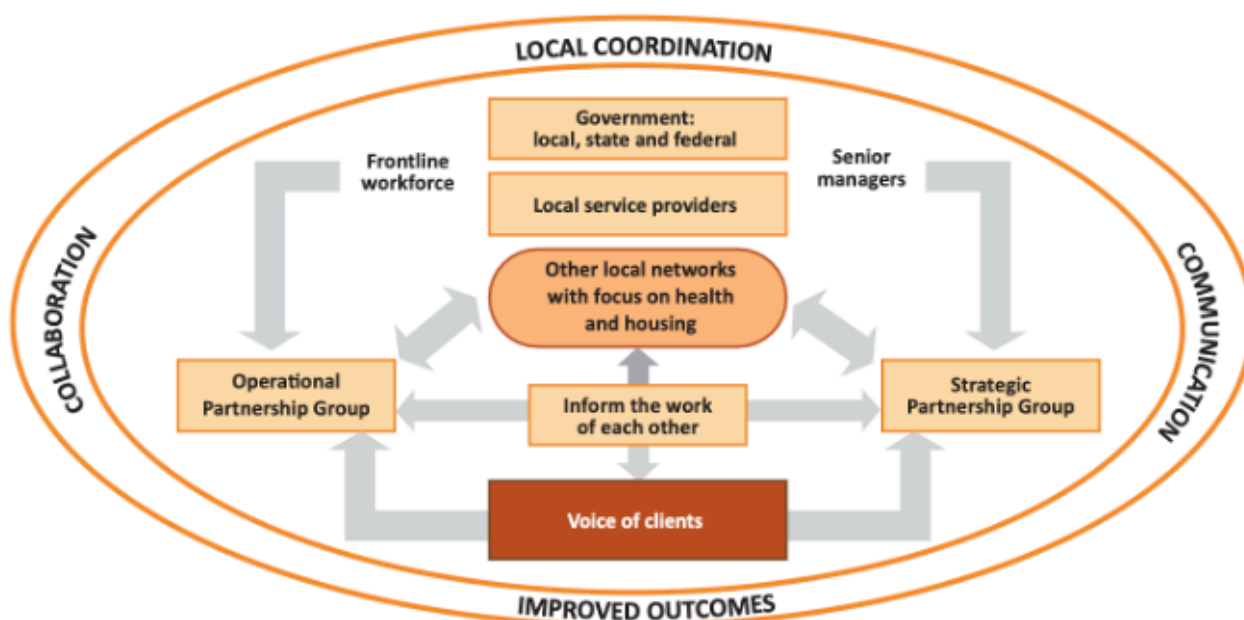 LOCAL COORDINATION
Government:
local, state and federal
Frontline
workforce
Senior
managers
Local service providers
COLLABORATION
COMMUNICATION
Other local networks
with focus on health
and housing
Operational
Partnership Group
Inform the work
of each other
Strategic
Partnership Group
Voice of clients
IMPROVED OUTCOMES